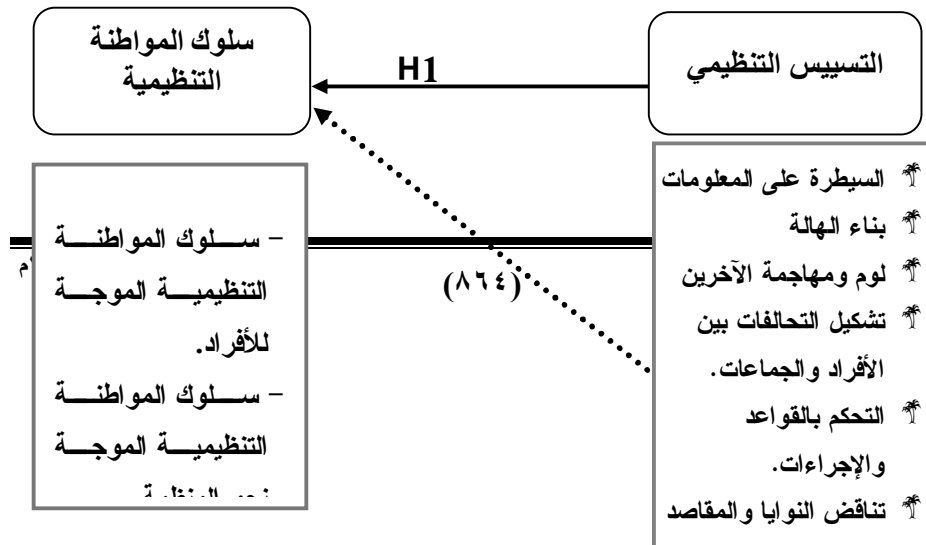 التسييس التنظيمي
H1
سلوك المواطنة
التنظيمية
السيطرة على المعلومات
بناء الهالة
لوم ومهاجمة الآخرين
تشكيل التحالفات بين
الأفراد والجماعات.
التحكم بالقواعد
والإجراءات.
تناقض النوايا والمقاصد
(٨٦٤)
- سلوك المواطنة
التنظيمية الموجة
للأفراد.
- سلوك المواطنة
التنظيمية الموجة